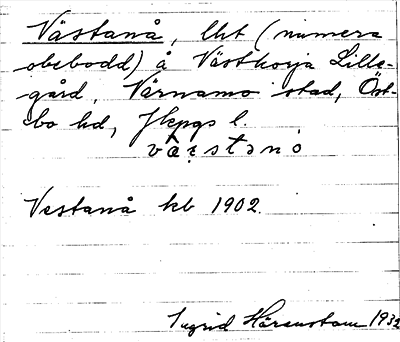 Västanå, lht (numera
obebodd) å Västhorja Lille-
gård, Värnamo stad, Öst-
bo hd, Jkpgs l.
Vestanå kb 1902.
Ingrid Härenstam 1932